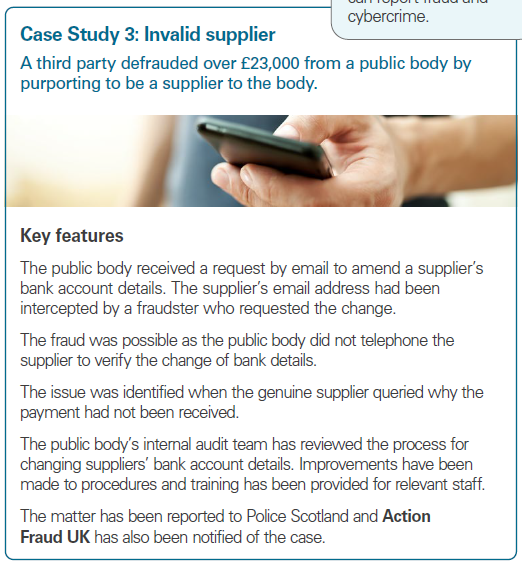 can report fraud and
cybercrime.
Case Study 3: Invalid supplier
A third party defrauded over £23,000 from a public body by
purporting to be a supplier to the body.
Key features
The public body received a request by email to amend a supplier’s
bank account details. The supplier’s email address had been
intercepted by a fraudster who requested the change.
The fraud was possible as the public body did not telephone the
supplier to verify the change of bank details.
The issue was identified when the genuine supplier queried why the
payment had not been received.
The public body’s internal audit team has reviewed the process for
changing suppliers’ bank account details. Improvements have been
made to procedures and training has been provided for relevant staff.
The matter has been reported to Police Scotland and Action
Fraud UK has also been notified of the case.